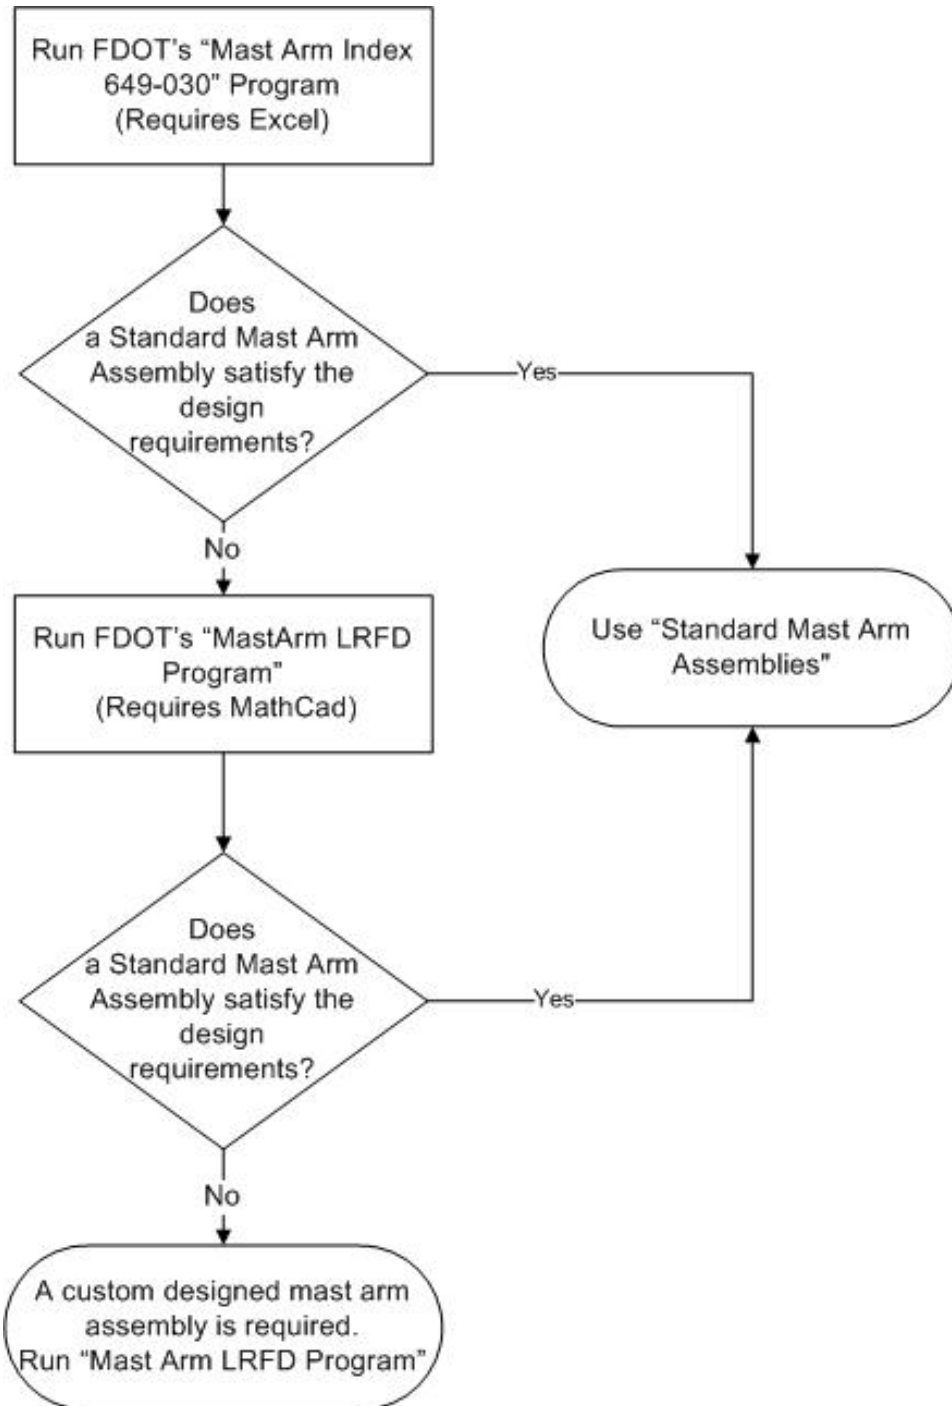 Run FDOT's “Mast Arm Index
649-030” Program
(Requires Excel)
Does
a Standard Mast Arm
Assembly satisfy the
design
requirements?
Yes
No
Use “Standard Mast Arm
Assemblies”
Run FDOT's “MastArm LRFD
Program”
(Requires MathCad)
Does
a Standard Mast Arm
Assembly satisfy the
design
requirements?
Yes
No
A custom designed mast arm
assembly is required.
Run “Mast Arm LRFD Program”